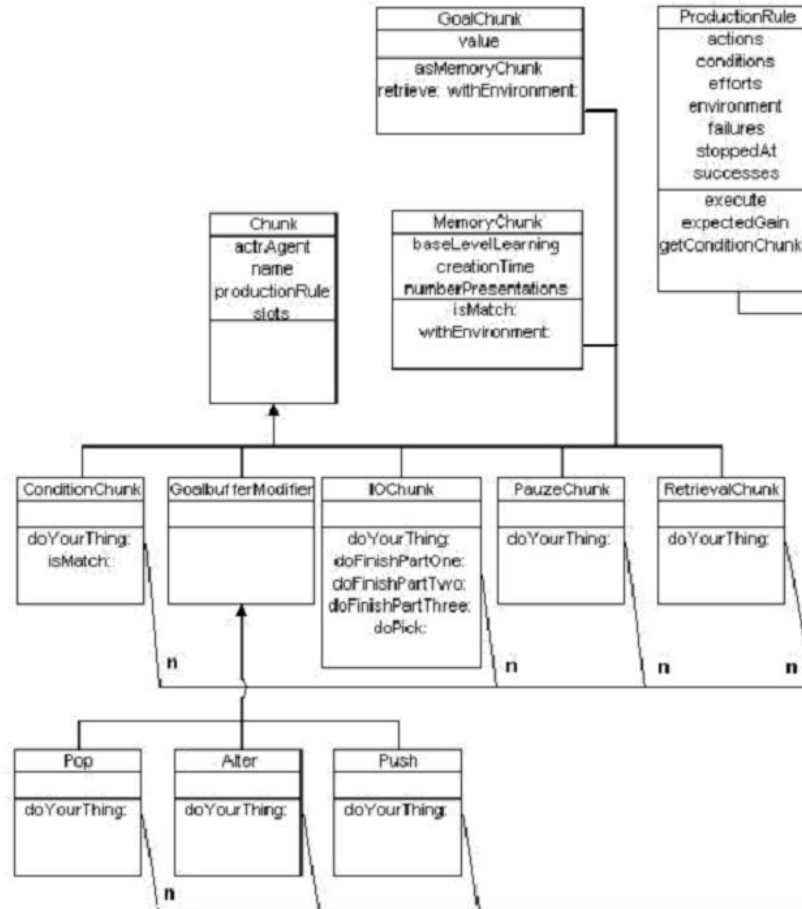 GoalChunk
value
asMemoryChunk
retrieve: withEnvironment:
ProductionRule
actions
conditions
efforts
environment
failures
stoppedAt
successes
execute
expectedGain
getConditionChunk
Chunk
actrAgent
name
productionRule
slots
MemoryChunk
baseLevelLearning
creationTime
numberPresentations
isMatch:
withEnvironment:
ConditionChunk
doYourThing:
isMatch:
GoalbufferModifier
IOChunk
doYourThing:
doFinishPartOne:
doFinishPartTwo:
doFinishPartThree:
doPick:
PauzeChunk
doYourThing:
RetrievalChunk
doYourThing:
n
n
n
n
Pop
doYourThing:
Alter
doYourThing:
Push
doYourThing:
n